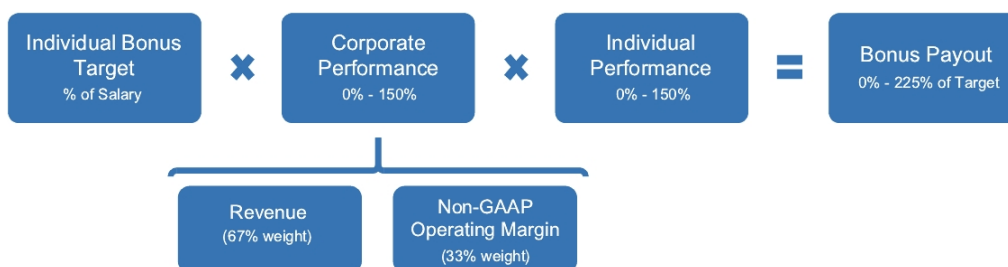 Individual Bonus
Target
% of Salary
×
Corporate
Performance
0% - 150%
×
Individual
Performance
0% - 150%
=
Bonus Payout
0% - 225% of Target
Revenue
(67% weight)
Non-GAAP
Operating Margin
(33% weight)